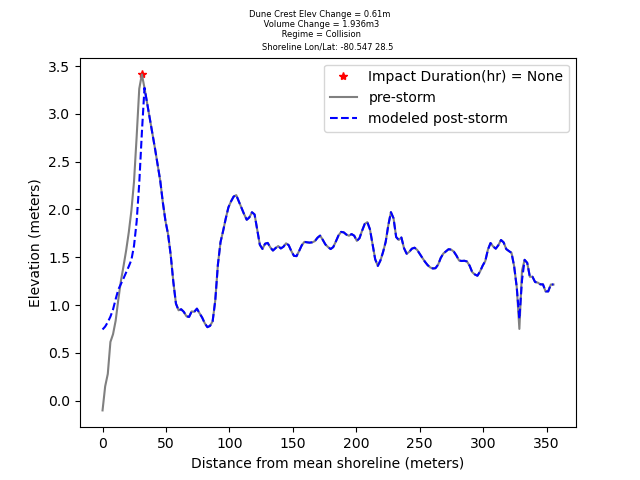 Dune Crest Elev Change = 0.61m
Volume Change = 1.936m3
Regime = Collision
Shoreline Lon/Lat: -80.547 28.5
Impact Duration(hr) = None
pre-storm
modeled post-storm
Elevation (meters)
3.5
3.0
2.5
2.0
1.5
1.0
0.5
0.0
0 50 100 150 200 250 300 350
Distance from mean shoreline (meters)